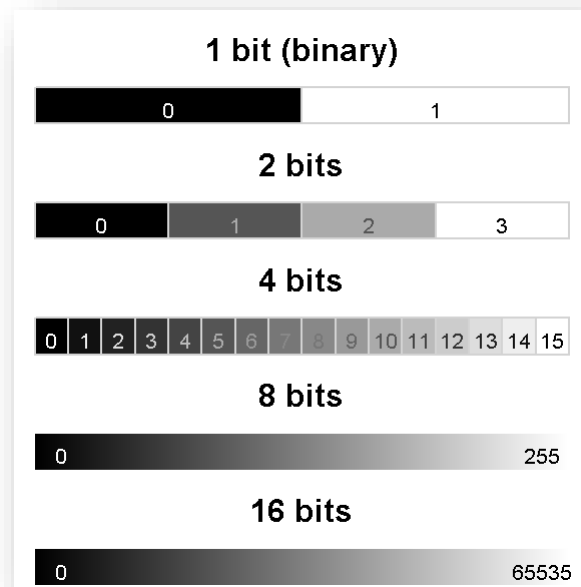 1 bit (binary)
0 1
2 bits
0 1 2 3
4 bits
0 1 2 3 4 5 6 7 8 9 10 11 12 13 14 15
8 bits
0 255
16 bits
0 65535